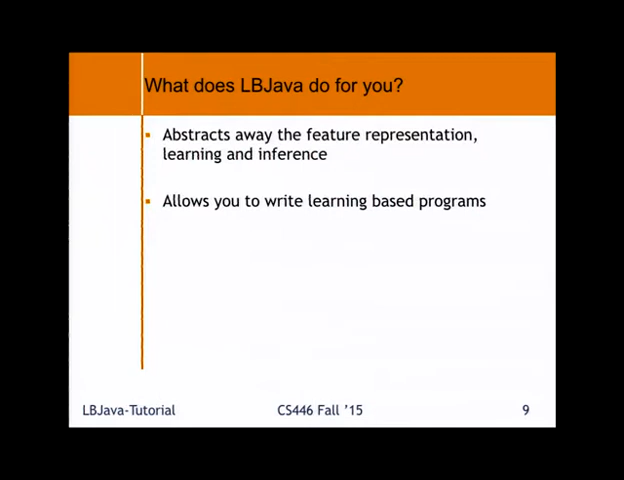 What does LBJava do for you?
▪ Abstracts away the feature representation,
learning and inference
▪ Allows you to write learning based programs
LBJava-Tutorial
CS446 Fall ’15
9